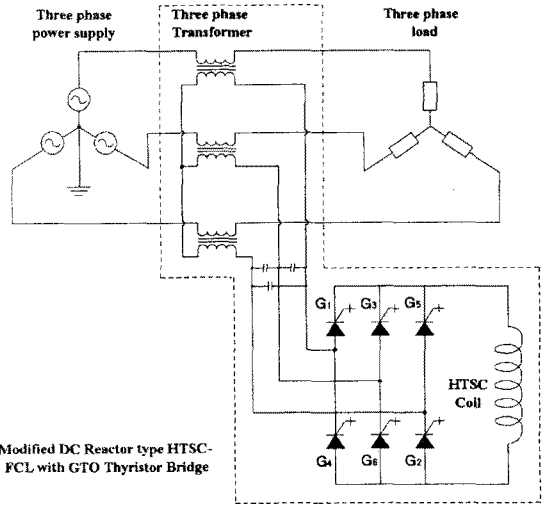 Three phase
power supply
Three phase
Transformer
Three phase
load
G1
G3
G5
HTSC
Coil
G4
G6
G2
Modified DC Reactor type HTSC-
FCL with GTO Thyristor Bridge